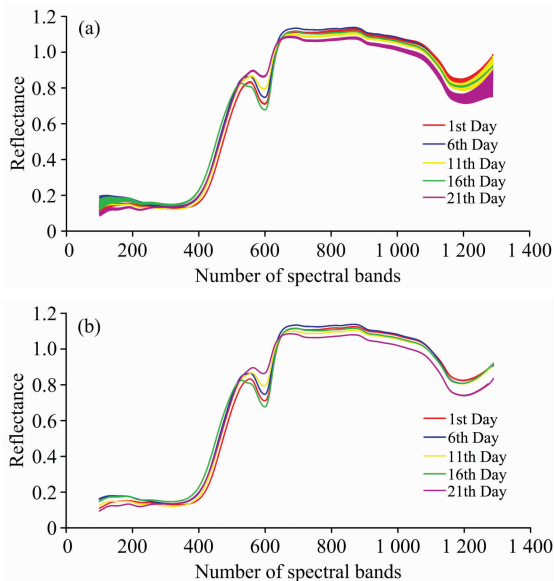 (a)
1.2
1.0
0.8
0.6
0.4
0.2
0
Reflectance
1st Day
6th Day
11th Day
16th Day
21th Day
0 200 400 600 800 1 000 1 200 1 400
Number of spectral bands
(b)
1.2
1.0
0.8
0.6
0.4
0.2
0
Reflectance
1st Day
6th Day
11th Day
16th Day
21th Day
0 200 400 600 800 1 000 1 200 1 400
Number of spectral bands